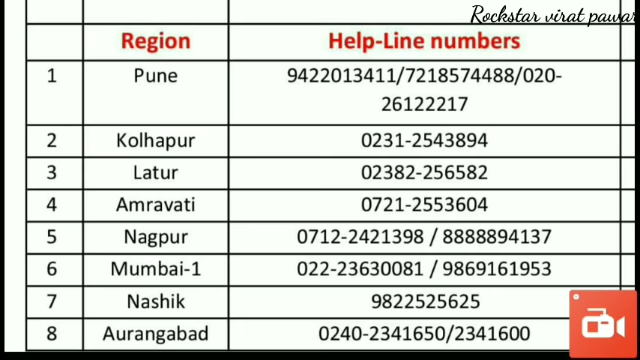 Rockstar virat pawar
Region Help-Line numbers
1 Pune 9422013411/7218574488/020-
26122217
2 Kolhapur 0231-2543894
3 Latur 02382-256582
4 Amravati 0721-2553604
5 Nagpur 0712-2421398 / 8888894137
6 Mumbai-1 022-23630081 / 9869161953
7 Nashik 9822525625
8 Aurangabad 0240-2341650/2341600